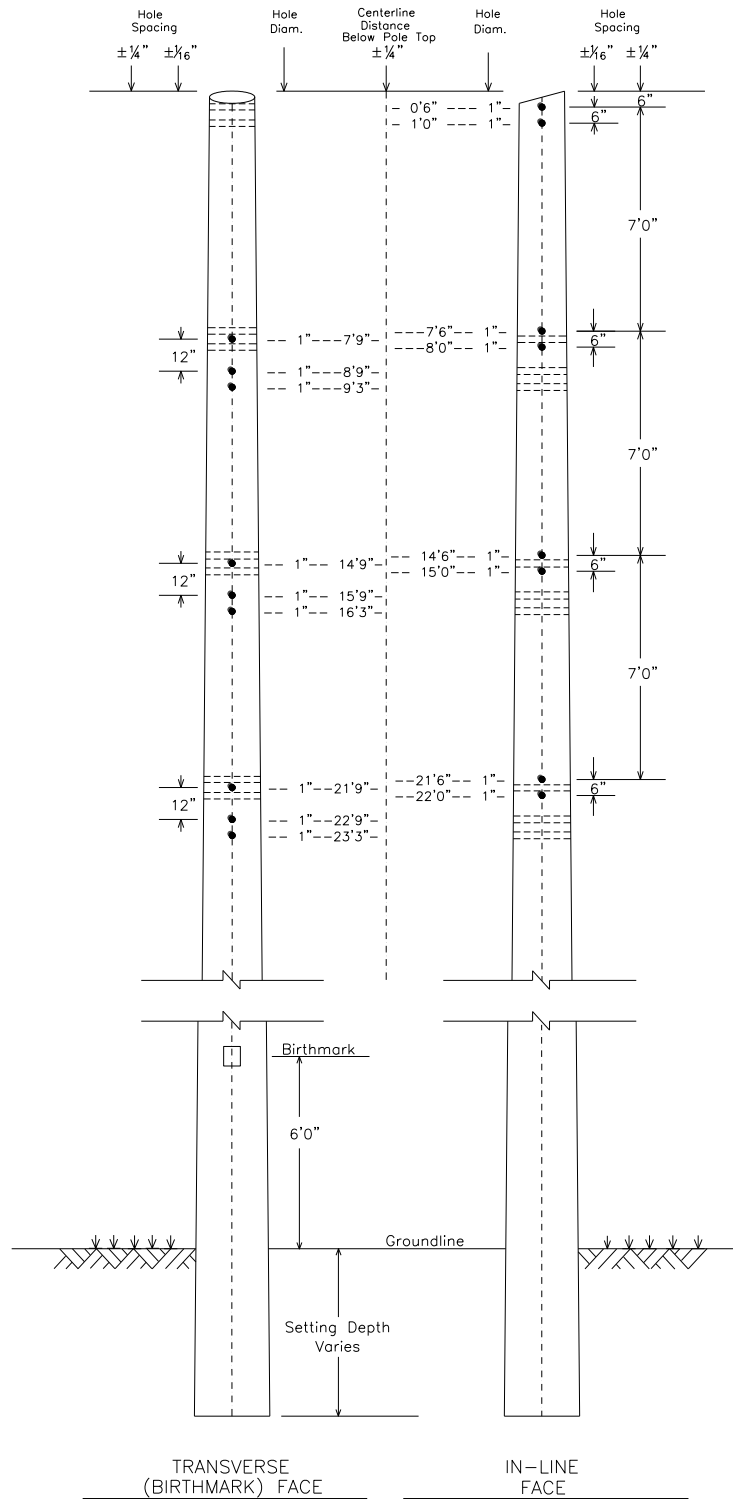 Hole
Spacing
±¼" ±1⁄16"
Hole
Diam.
Centerline
Distance
Below Pole Top
±¼"
Hole
Diam.
Hole
Spacing
±1⁄16" ±¼"
0'6" 1" 6"
1'0" 1" 6"
7'0"
7'6" 1"
1" 7'9"
8'0" 1" 6"
12"
1" 8'9"
1" 9'3"
7'0"
14'6" 1"
1" 14'9"
15'0" 1" 6"
12"
1" 15'9"
1" 16'3"
7'0"
21'6" 1"
1" 21'9"
22'0" 1" 6"
12"
1" 22'9"
1" 23'3"
Birthmark
6'0"
Groundline
Setting Depth
Varies
TRANSVERSE
(BIRTHMARK) FACE
IN-LINE
FACE